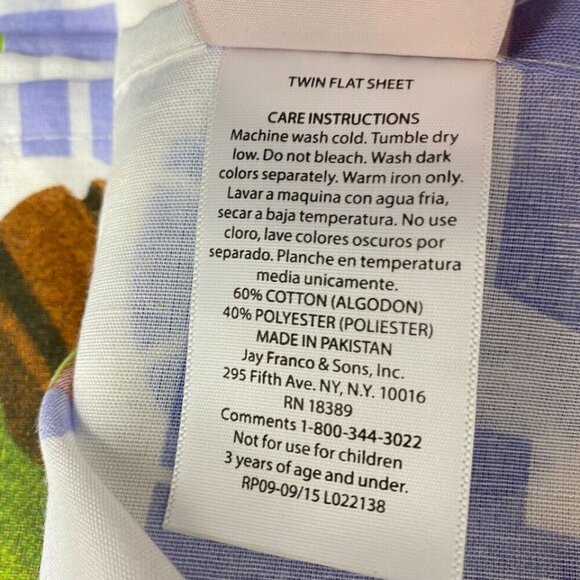 TWIN FLAT SHEET
CARE INSTRUCTIONS
Machine wash cold. Tumble dry
low. Do not bleach. Wash dark
colors separately. Warm iron only.
Lavar a maquina con agua fria,
secar a baja temperatura. No use
cloro, lave colores oscuros por
separado. Planche en temperatura
media unicamente.
60% COTTON (ALGODON)
40% POLYESTER (POLIESTER)
MADE IN PAKISTAN
Jay Franco & Sons, Inc.
295 Fifth Ave. NY, N.Y. 10016
RN 18389
Comments 1-800-344-3022
Not for use for children
3 years of age and under.
RP09-09/15 L022138